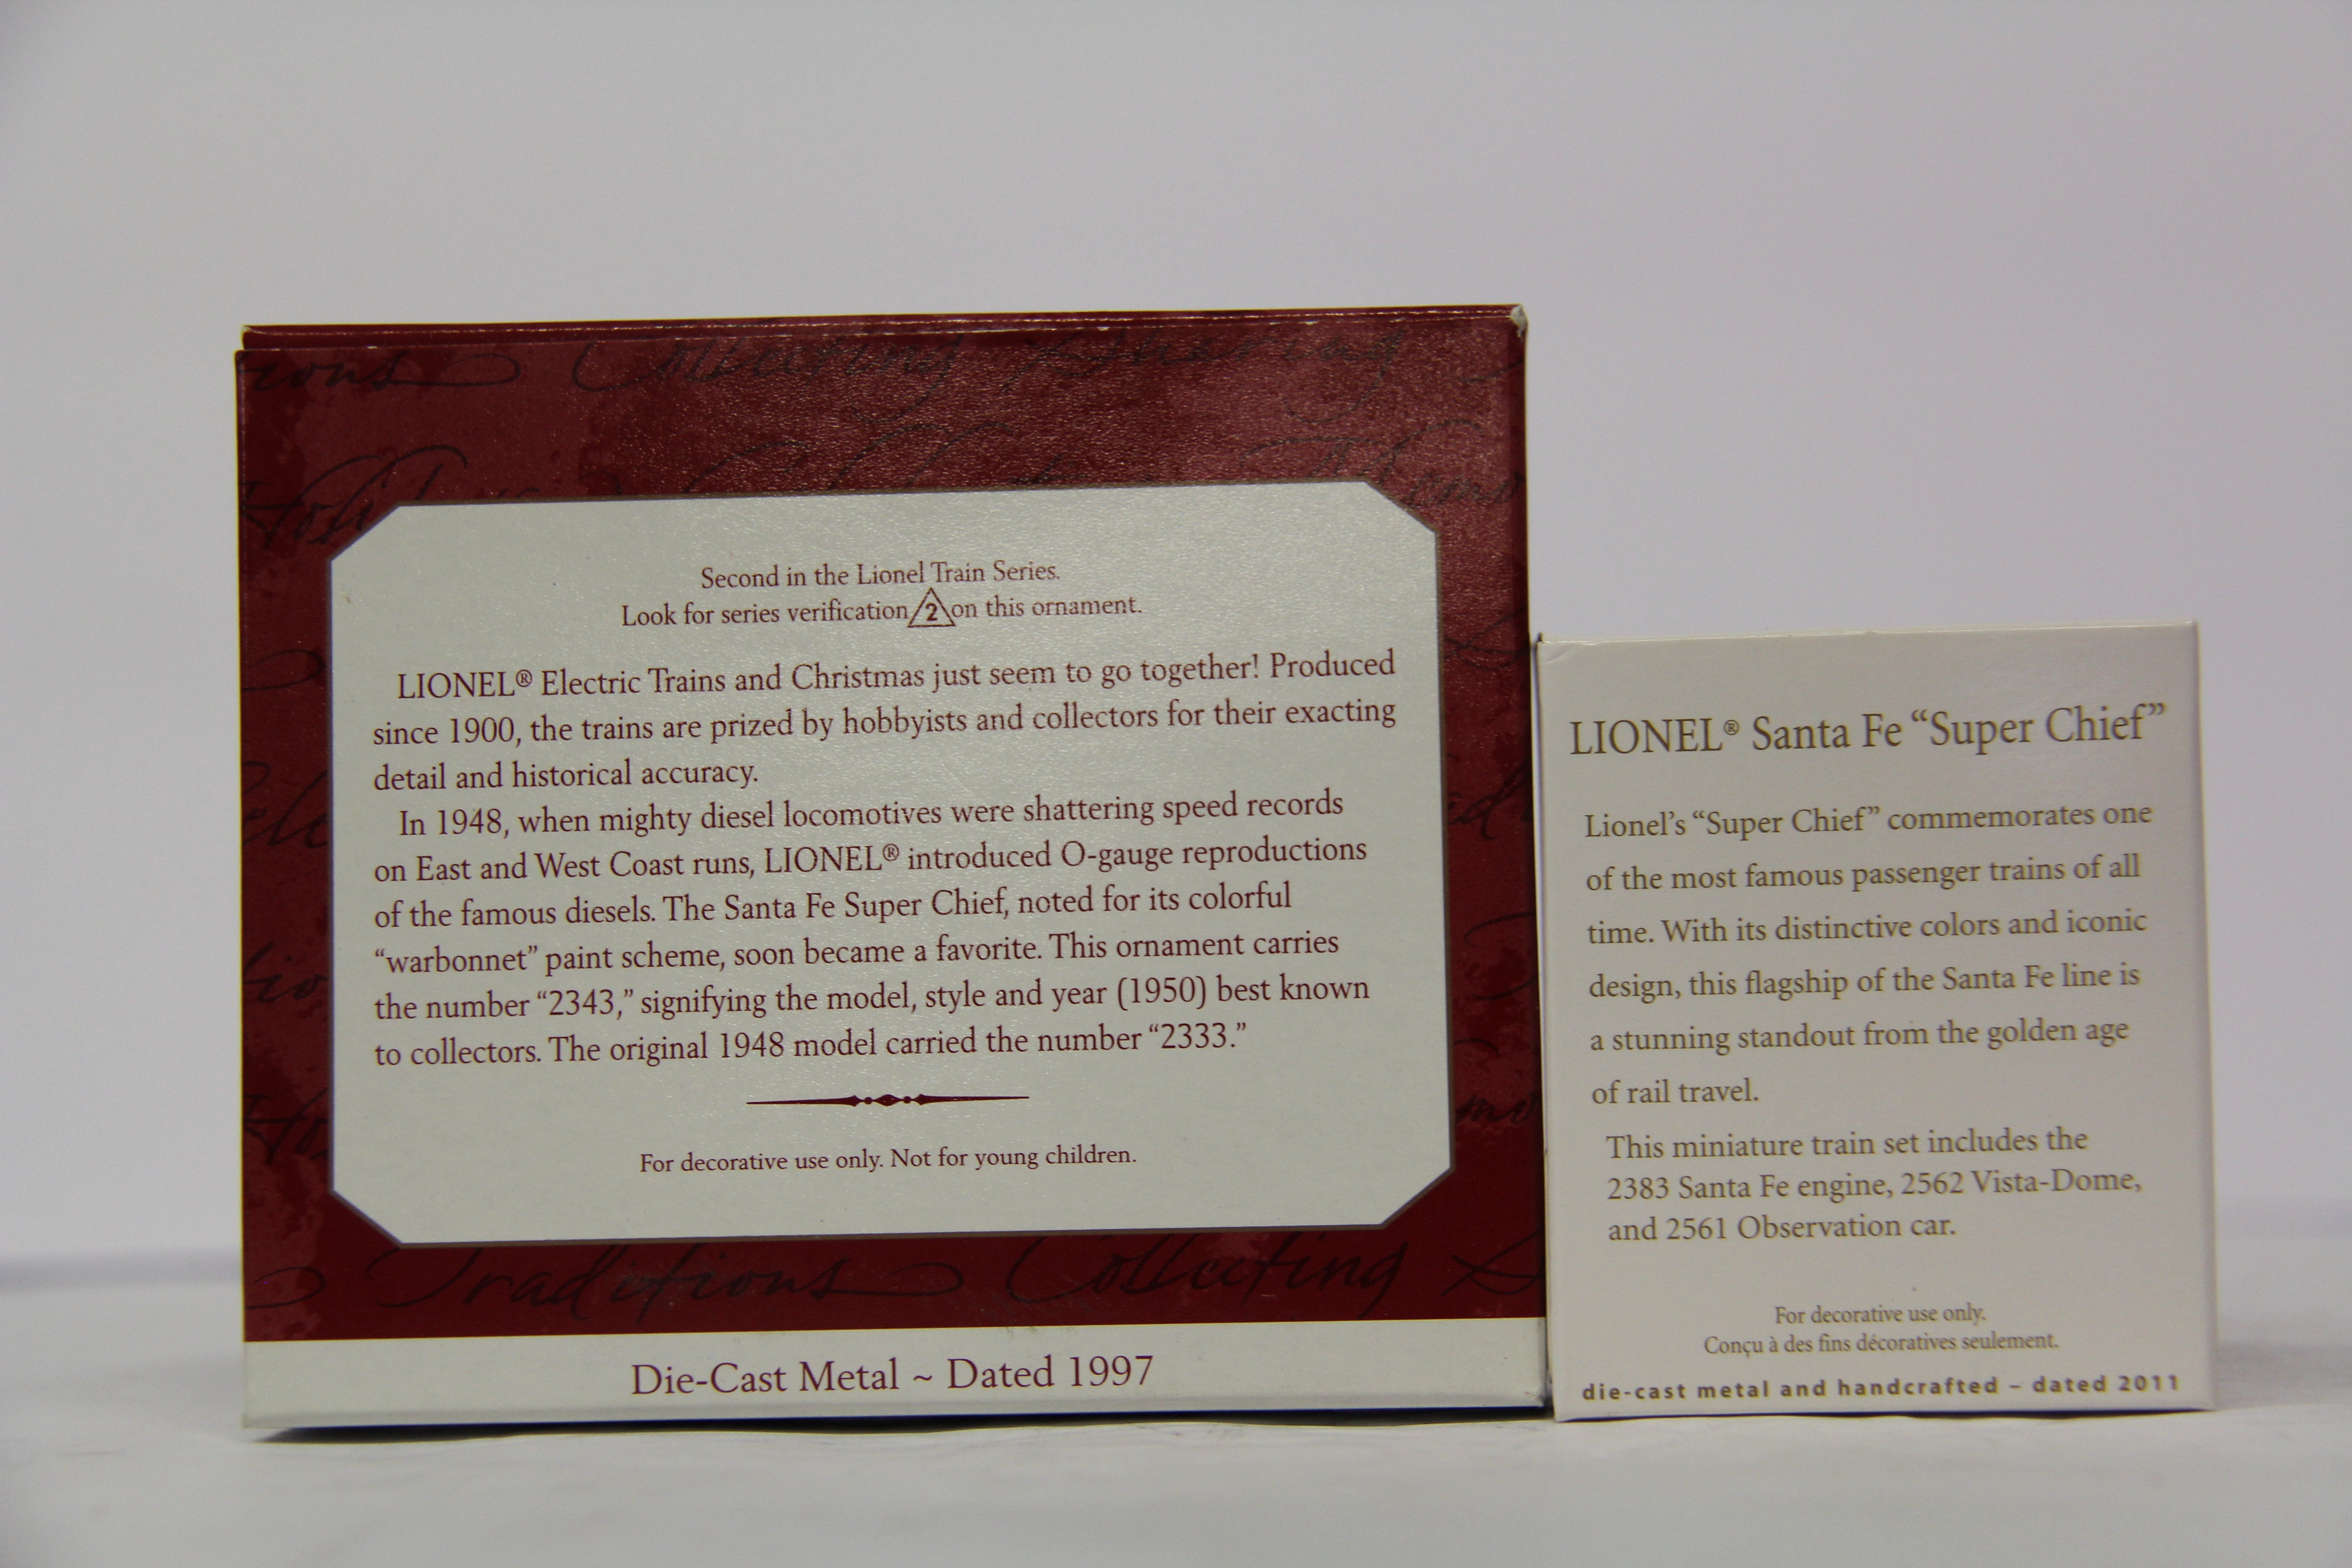 Collecting
Second in the Lionel Train Series.
Look for series verification 2 on this ornament.
LIONEL® Electric Trains and Christmas just seem to go together! Produced
since 1900, the trains are prized by hobbyists and collectors for their exacting
detail and historical accuracy.
In 1948, when mighty diesel locomotives were shattering speed records
on East and West Coast runs, LIONEL® introduced O-gauge reproductions
of the famous diesels. The Santa Fe Super Chief, noted for its colorful
“warbonnet” paint scheme, soon became a favorite. This ornament carries
the number “2343,” signifying the model, style and year (1950) best known
to collectors. The original 1948 model carried the number “2333.”
For decorative use only. Not for young children.
Traditions Collecting
Die-Cast Metal ~ Dated 1997
LIONEL® Santa Fe “Super Chief”
Lionel’s “Super Chief” commemorates one
of the most famous passenger trains of all
time. With its distinctive colors and iconic
design, this flagship of the Santa Fe line is
a stunning standout from the golden age
of rail travel.
This miniature train set includes the
2383 Santa Fe engine, 2562 Vista-Dome,
and 2561 Observation car.
For decorative use only.
Conçu à des fins décoratives seulement.
die-cast metal and handcrafted – dated 2011